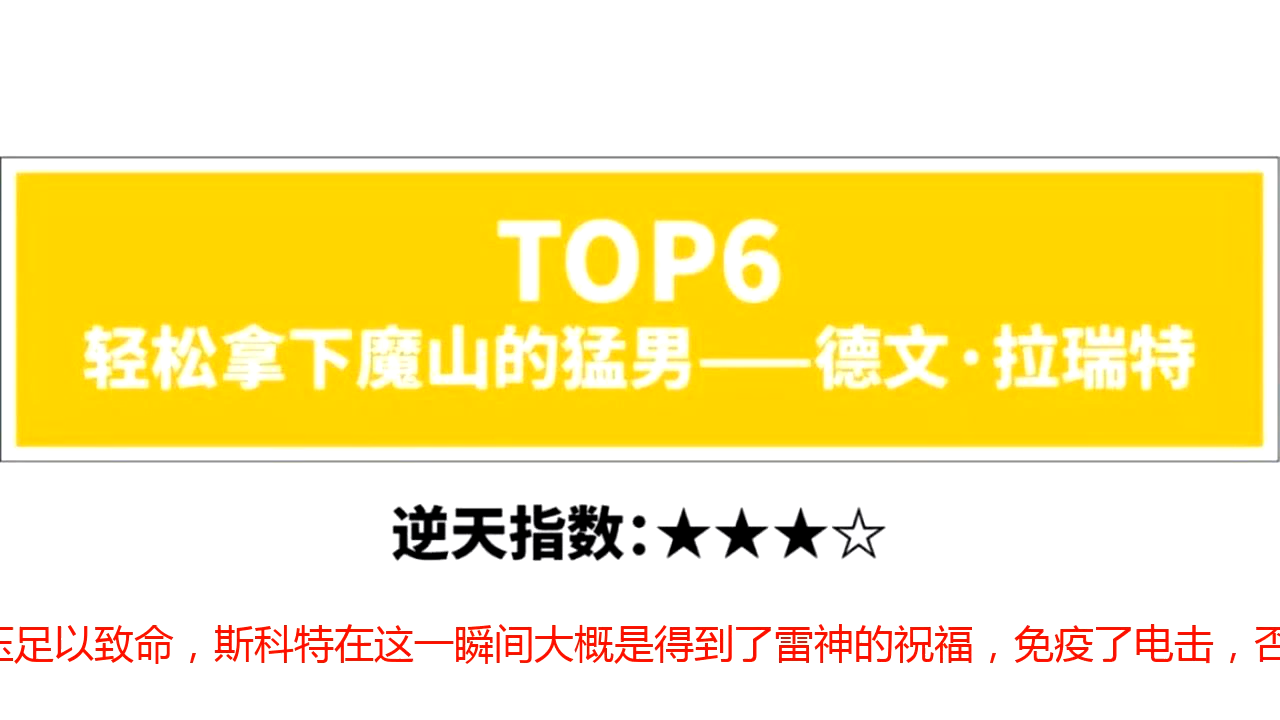 TOP6
轻松拿下魔山的猛男——德文·拉瑞特
逆天指数：★★★☆
足以致命，斯科特在这一瞬间大概是得到了雷神的祝福，免疫了电击，否